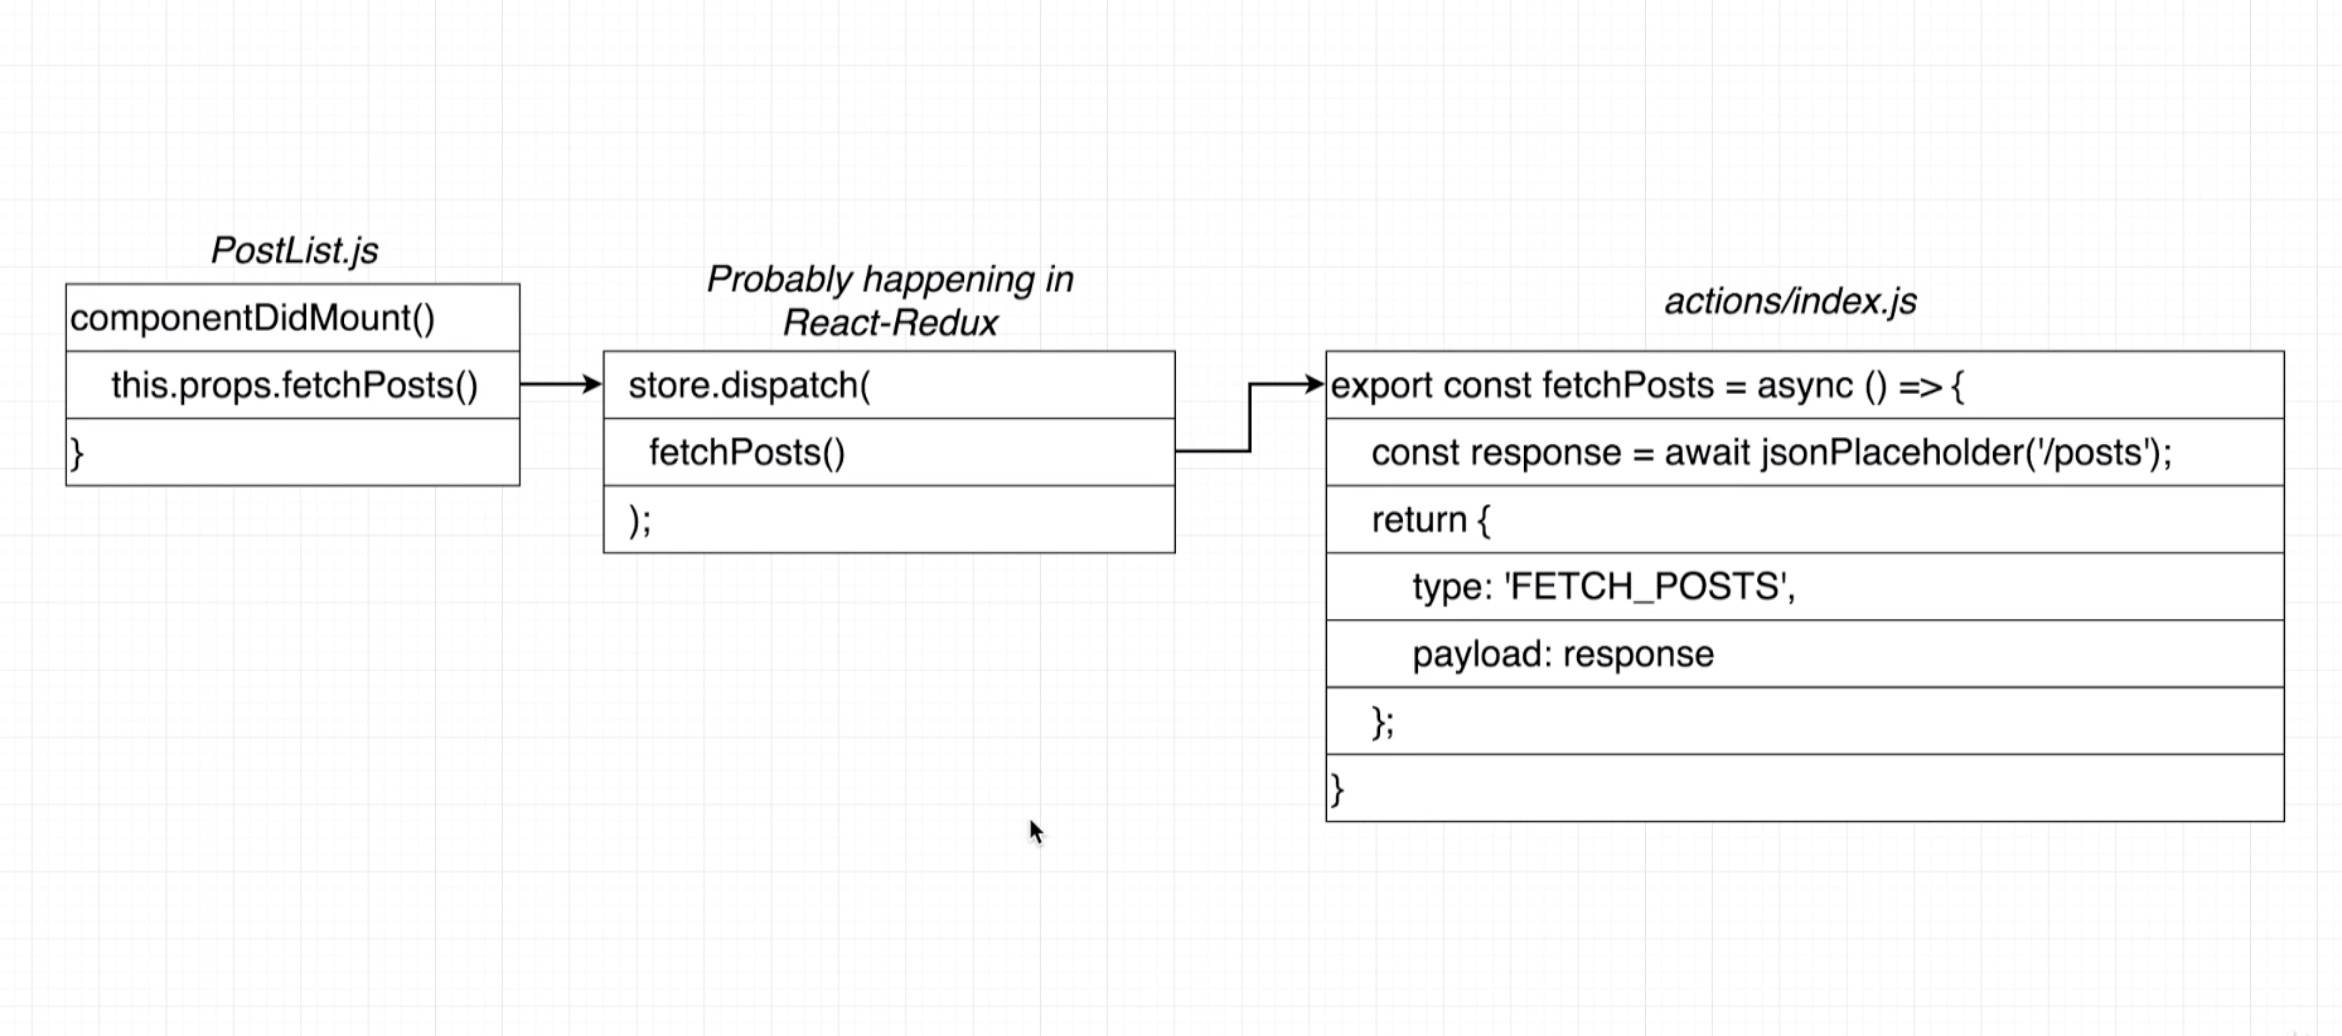 PostList.js
componentDidMount()
this.props.fetchPosts()
}
Probably happening in
React-Redux
store.dispatch(
fetchPosts()
);
actions/index.js
export const fetchPosts = async () => {
const response = await jsonPlaceholder('/posts');
return {
type: 'FETCH_POSTS',
payload: response
};
}